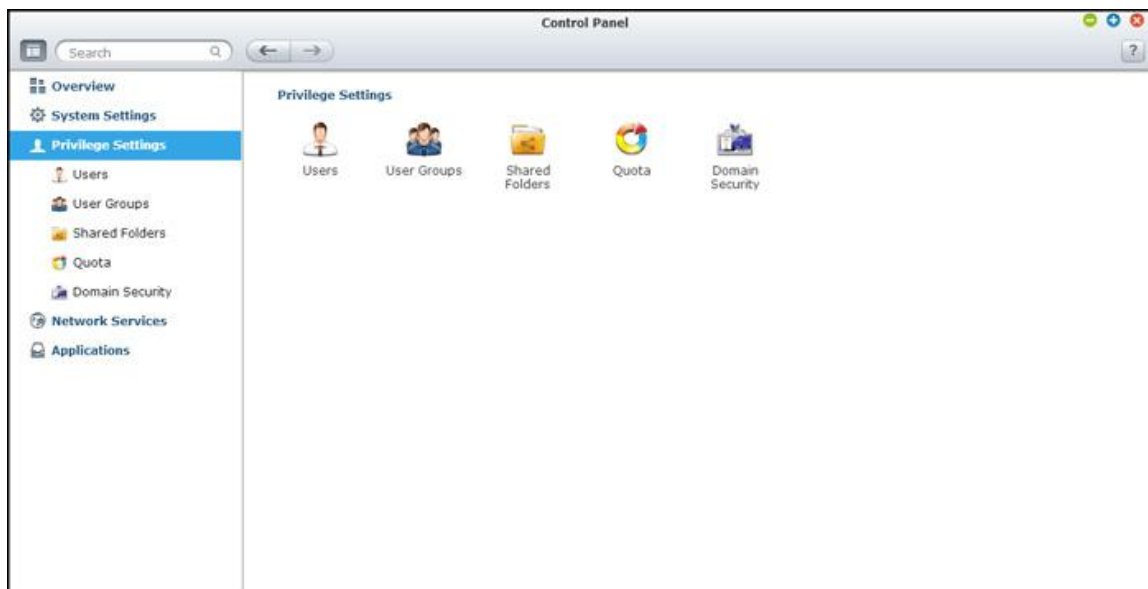 Control Panel
Search
?
Overview
System Settings
Privilege Settings
Users
User Groups
Shared Folders
Quota
Domain Security
Network Services
Applications
Privilege Settings
Users
User Groups
Shared
Folders
Quota
Domain
Security